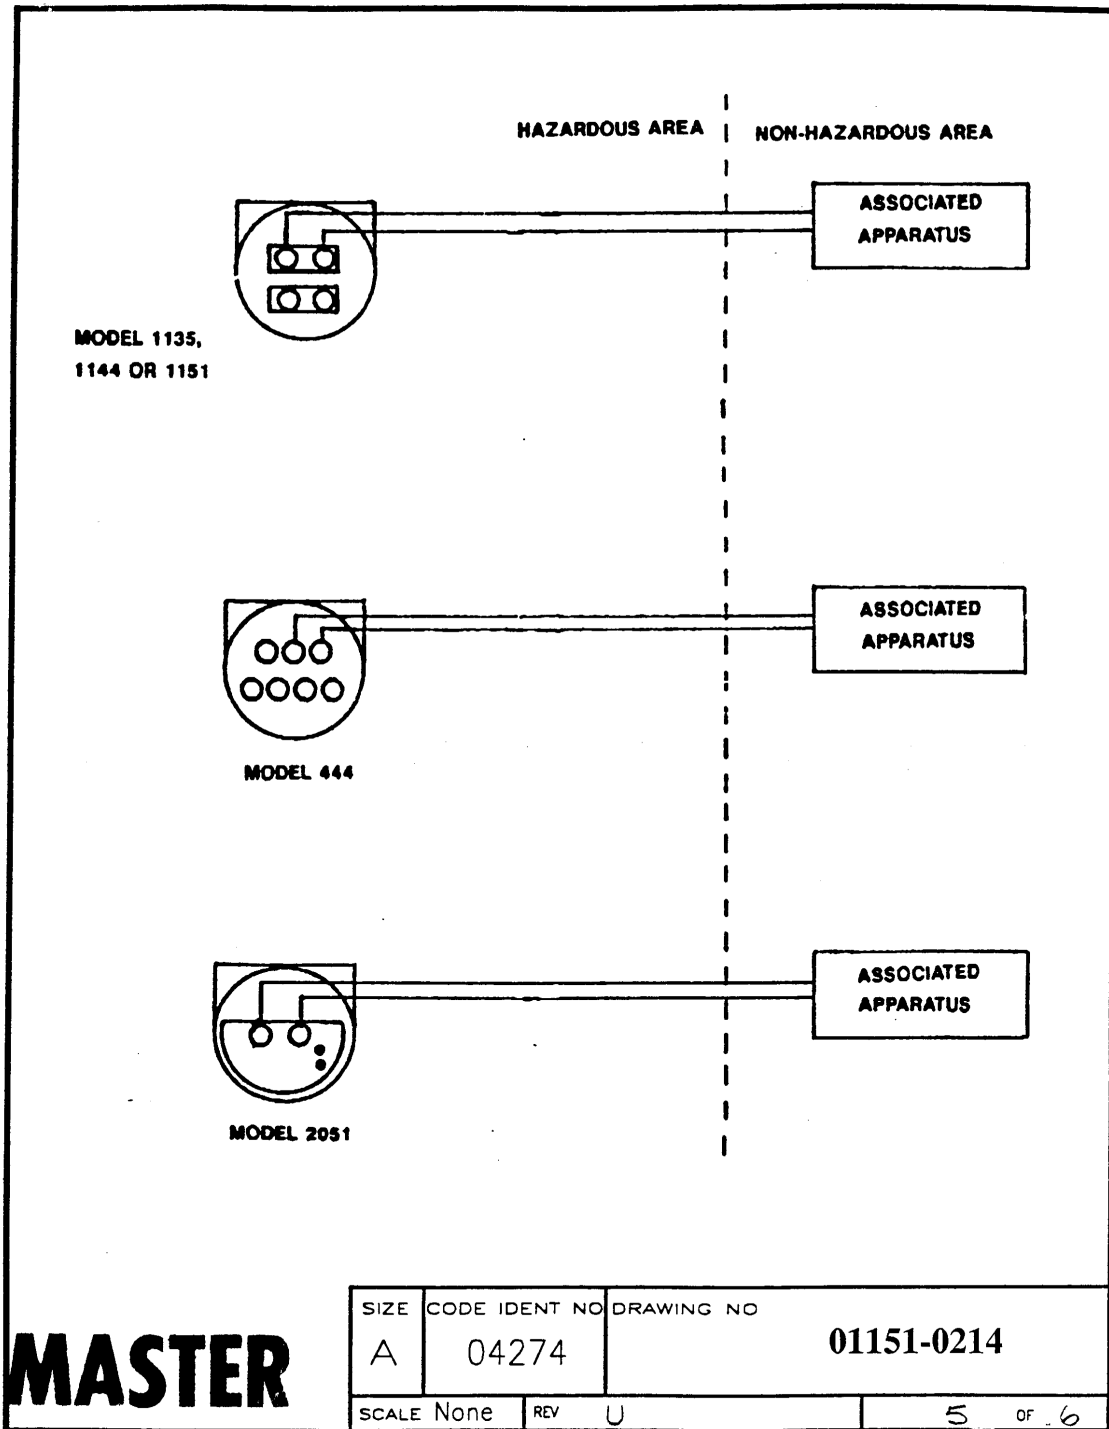 HAZARDOUS AREA
NON-HAZARDOUS AREA
ASSOCIATED
APPARATUS
MODEL 1135,
1144 OR 1151
ASSOCIATED
APPARATUS
MODEL 444
ASSOCIATED
APPARATUS
MODEL 2051
MASTER
SIZE
A
CODE IDENT NO
04274
DRAWING NO
01151-0214
SCALE None
REV U
5 OF 6